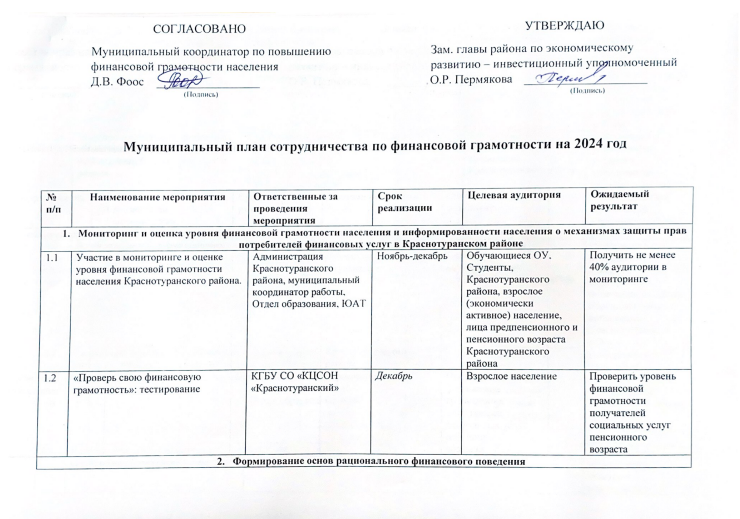 СОГЛАСОВАНО
Муниципальный координатор по повышению
финансовой грамотности населения
Д.В. Фоос
(Подпись)
УТВЕРЖДАЮ
Зам. главы района по экономическому
развитию – инвестиционный уполномоченный
О.Р. Пермякова
(Подпись)
Муниципальный план сотрудничества по финансовой грамотности на 2024 год
№
п/п
Наименование мероприятия
Ответственные за
проведения
мероприятия
Срок
реализации
Целевая аудитория
Ожидаемый
результат
1. Мониторинг и оценка уровня финансовой грамотности населения и информированности населения о механизмах защиты прав
потребителей финансовых услуг в Краснотуранском районе
1.1
Участие в мониторинге и оценке
уровня финансовой грамотности
населения Краснотуранского района.
Администрация
Краснотуранского
района, муниципальный
координатор работы,
Отдел образования, ЮАТ
Ноябрь-декабрь
Обучающиеся ОУ,
Студенты,
Краснотуранского
района, взрослое
(экономически
активное) население,
лица предпенсионного и
пенсионного возраста
Краснотуранского
района
Получить не менее
40% аудитории в
мониторинге
1.2
«Проверь свою финансовую
грамотность»: тестирование
КГБУ СО «КЦСОН
«Краснотуранский»
Декабрь
Взрослое население
Проверить уровень
финансовой
грамотности
получателей
социальных услуг
пенсионного
возраста
2. Формирование основ рационального финансового поведения